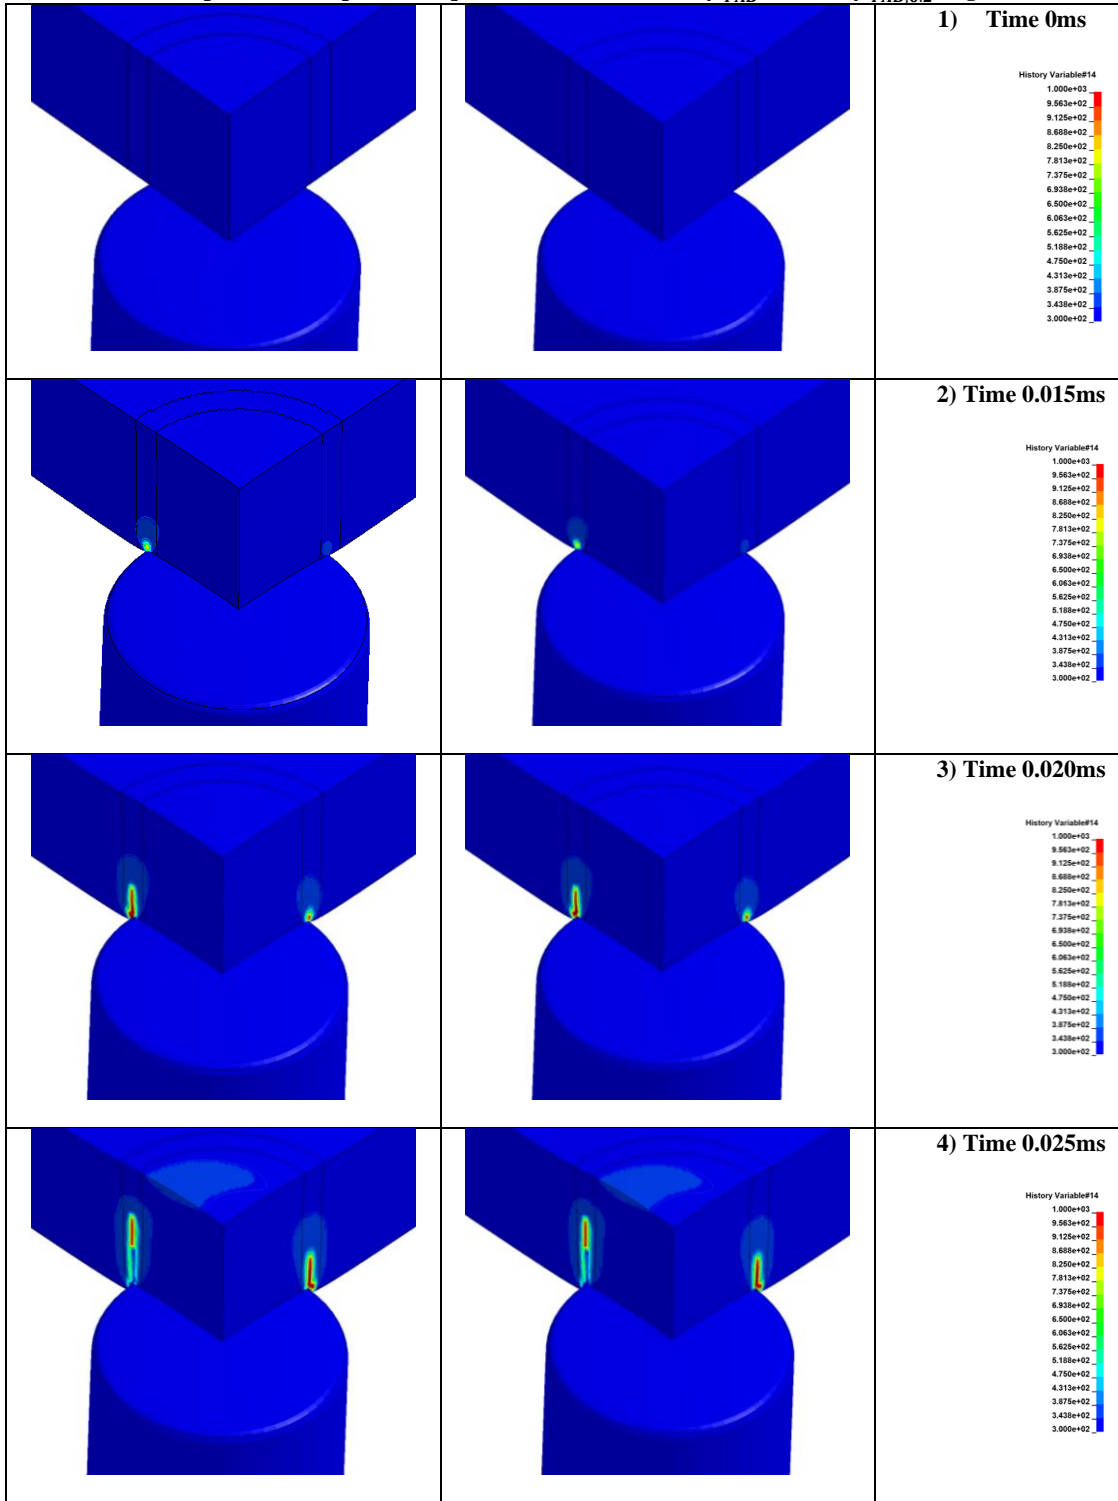 1) Time 0ms
History Variable#14
1.000e+03
9.563e+02
9.125e+02
8.688e+02
8.250e+02
7.813e+02
7.375e+02
6.938e+02
6.500e+02
6.063e+02
5.625e+02
5.188e+02
4.750e+02
4.313e+02
3.875e+02
3.438e+02
3.000e+02
2) Time 0.015ms
History Variable#14
1.000e+03
9.563e+02
9.125e+02
8.688e+02
8.250e+02
7.813e+02
7.375e+02
6.938e+02
6.500e+02
6.063e+02
5.625e+02
5.188e+02
4.750e+02
4.313e+02
3.875e+02
3.438e+02
3.000e+02
3) Time 0.020ms
History Variable#14
1.000e+03
9.563e+02
9.125e+02
8.688e+02
8.250e+02
7.813e+02
7.375e+02
6.938e+02
6.500e+02
6.063e+02
5.625e+02
5.188e+02
4.750e+02
4.313e+02
3.875e+02
3.438e+02
3.000e+02
4) Time 0.025ms
History Variable#14
1.000e+03
9.563e+02
9.125e+02
8.688e+02
8.250e+02
7.813e+02
7.375e+02
6.938e+02
6.500e+02
6.063e+02
5.625e+02
5.188e+02
4.750e+02
4.313e+02
3.875e+02
3.438e+02
3.000e+02